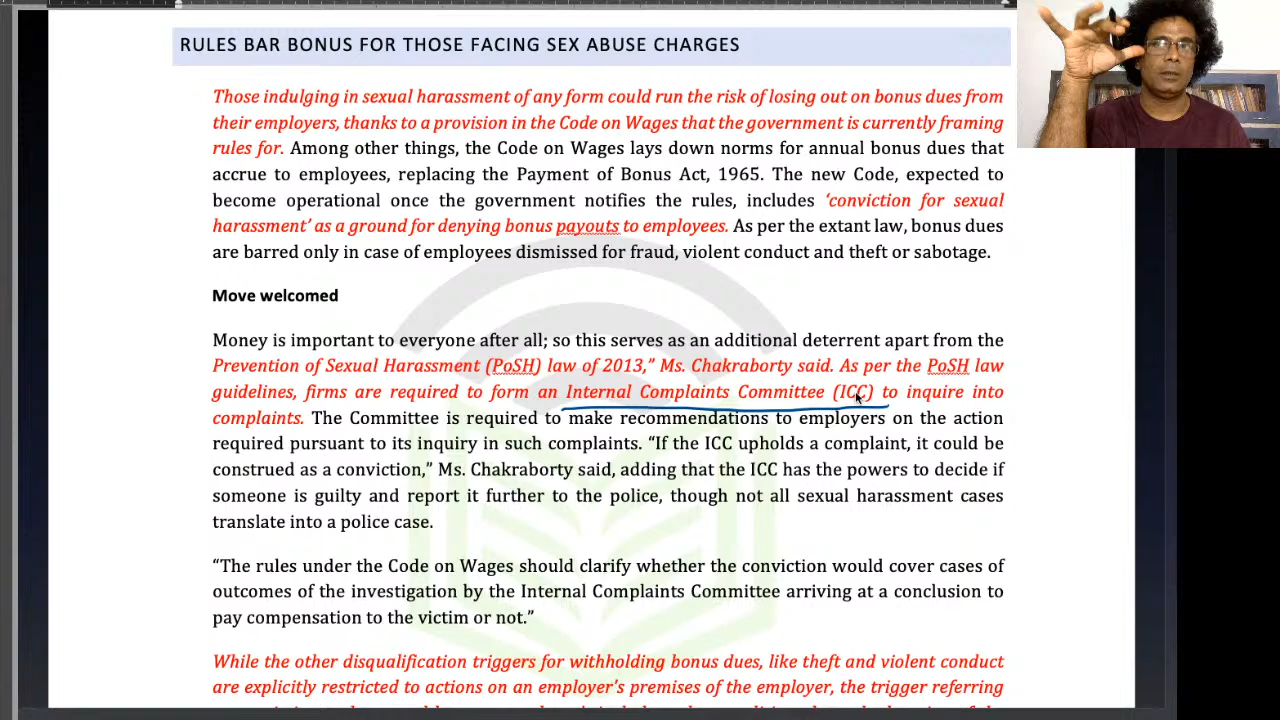 RULES BAR BONUS FOR THOSE FACING SEX ABUSE CHARGES
Those indulging in sexual harassment of any form could run the risk of losing out on bonus dues from
their employers, thanks to a provision in the Code on Wages that the government is currently framing
rules for. Among other things, the Code on Wages lays down norms for annual bonus dues that
accrue to employees, replacing the Payment of Bonus Act, 1965. The new Code, expected to
become operational once the government notifies the rules, includes ‘conviction for sexual
harassment’ as a ground for denying bonus payouts to employees. As per the extant law, bonus dues
are barred only in case of employees dismissed for fraud, violent conduct and theft or sabotage.
Move welcomed
Money is important to everyone after all; so this serves as an additional deterrent apart from the
Prevention of Sexual Harassment (PoSH) law of 2013,” Ms. Chakraborty said. As per the PoSH law
guidelines, firms are required to form an Internal Complaints Committee (ICC) to inquire into
complaints. The Committee is required to make recommendations to employers on the action
required pursuant to its inquiry in such complaints. “If the ICC upholds a complaint, it could be
construed as a conviction,” Ms. Chakraborty said, adding that the ICC has the powers to decide if
someone is guilty and report it further to the police, though not all sexual harassment cases
translate into a police case.
“The rules under the Code on Wages should clarify whether the conviction would cover cases of
outcomes of the investigation by the Internal Complaints Committee arriving at a conclusion to
pay compensation to the victim or not.”
While the other disqualification triggers for withholding bonus dues, like theft and violent conduct
are explicitly restricted to actions on an employer’s premises of the employer, the trigger referring